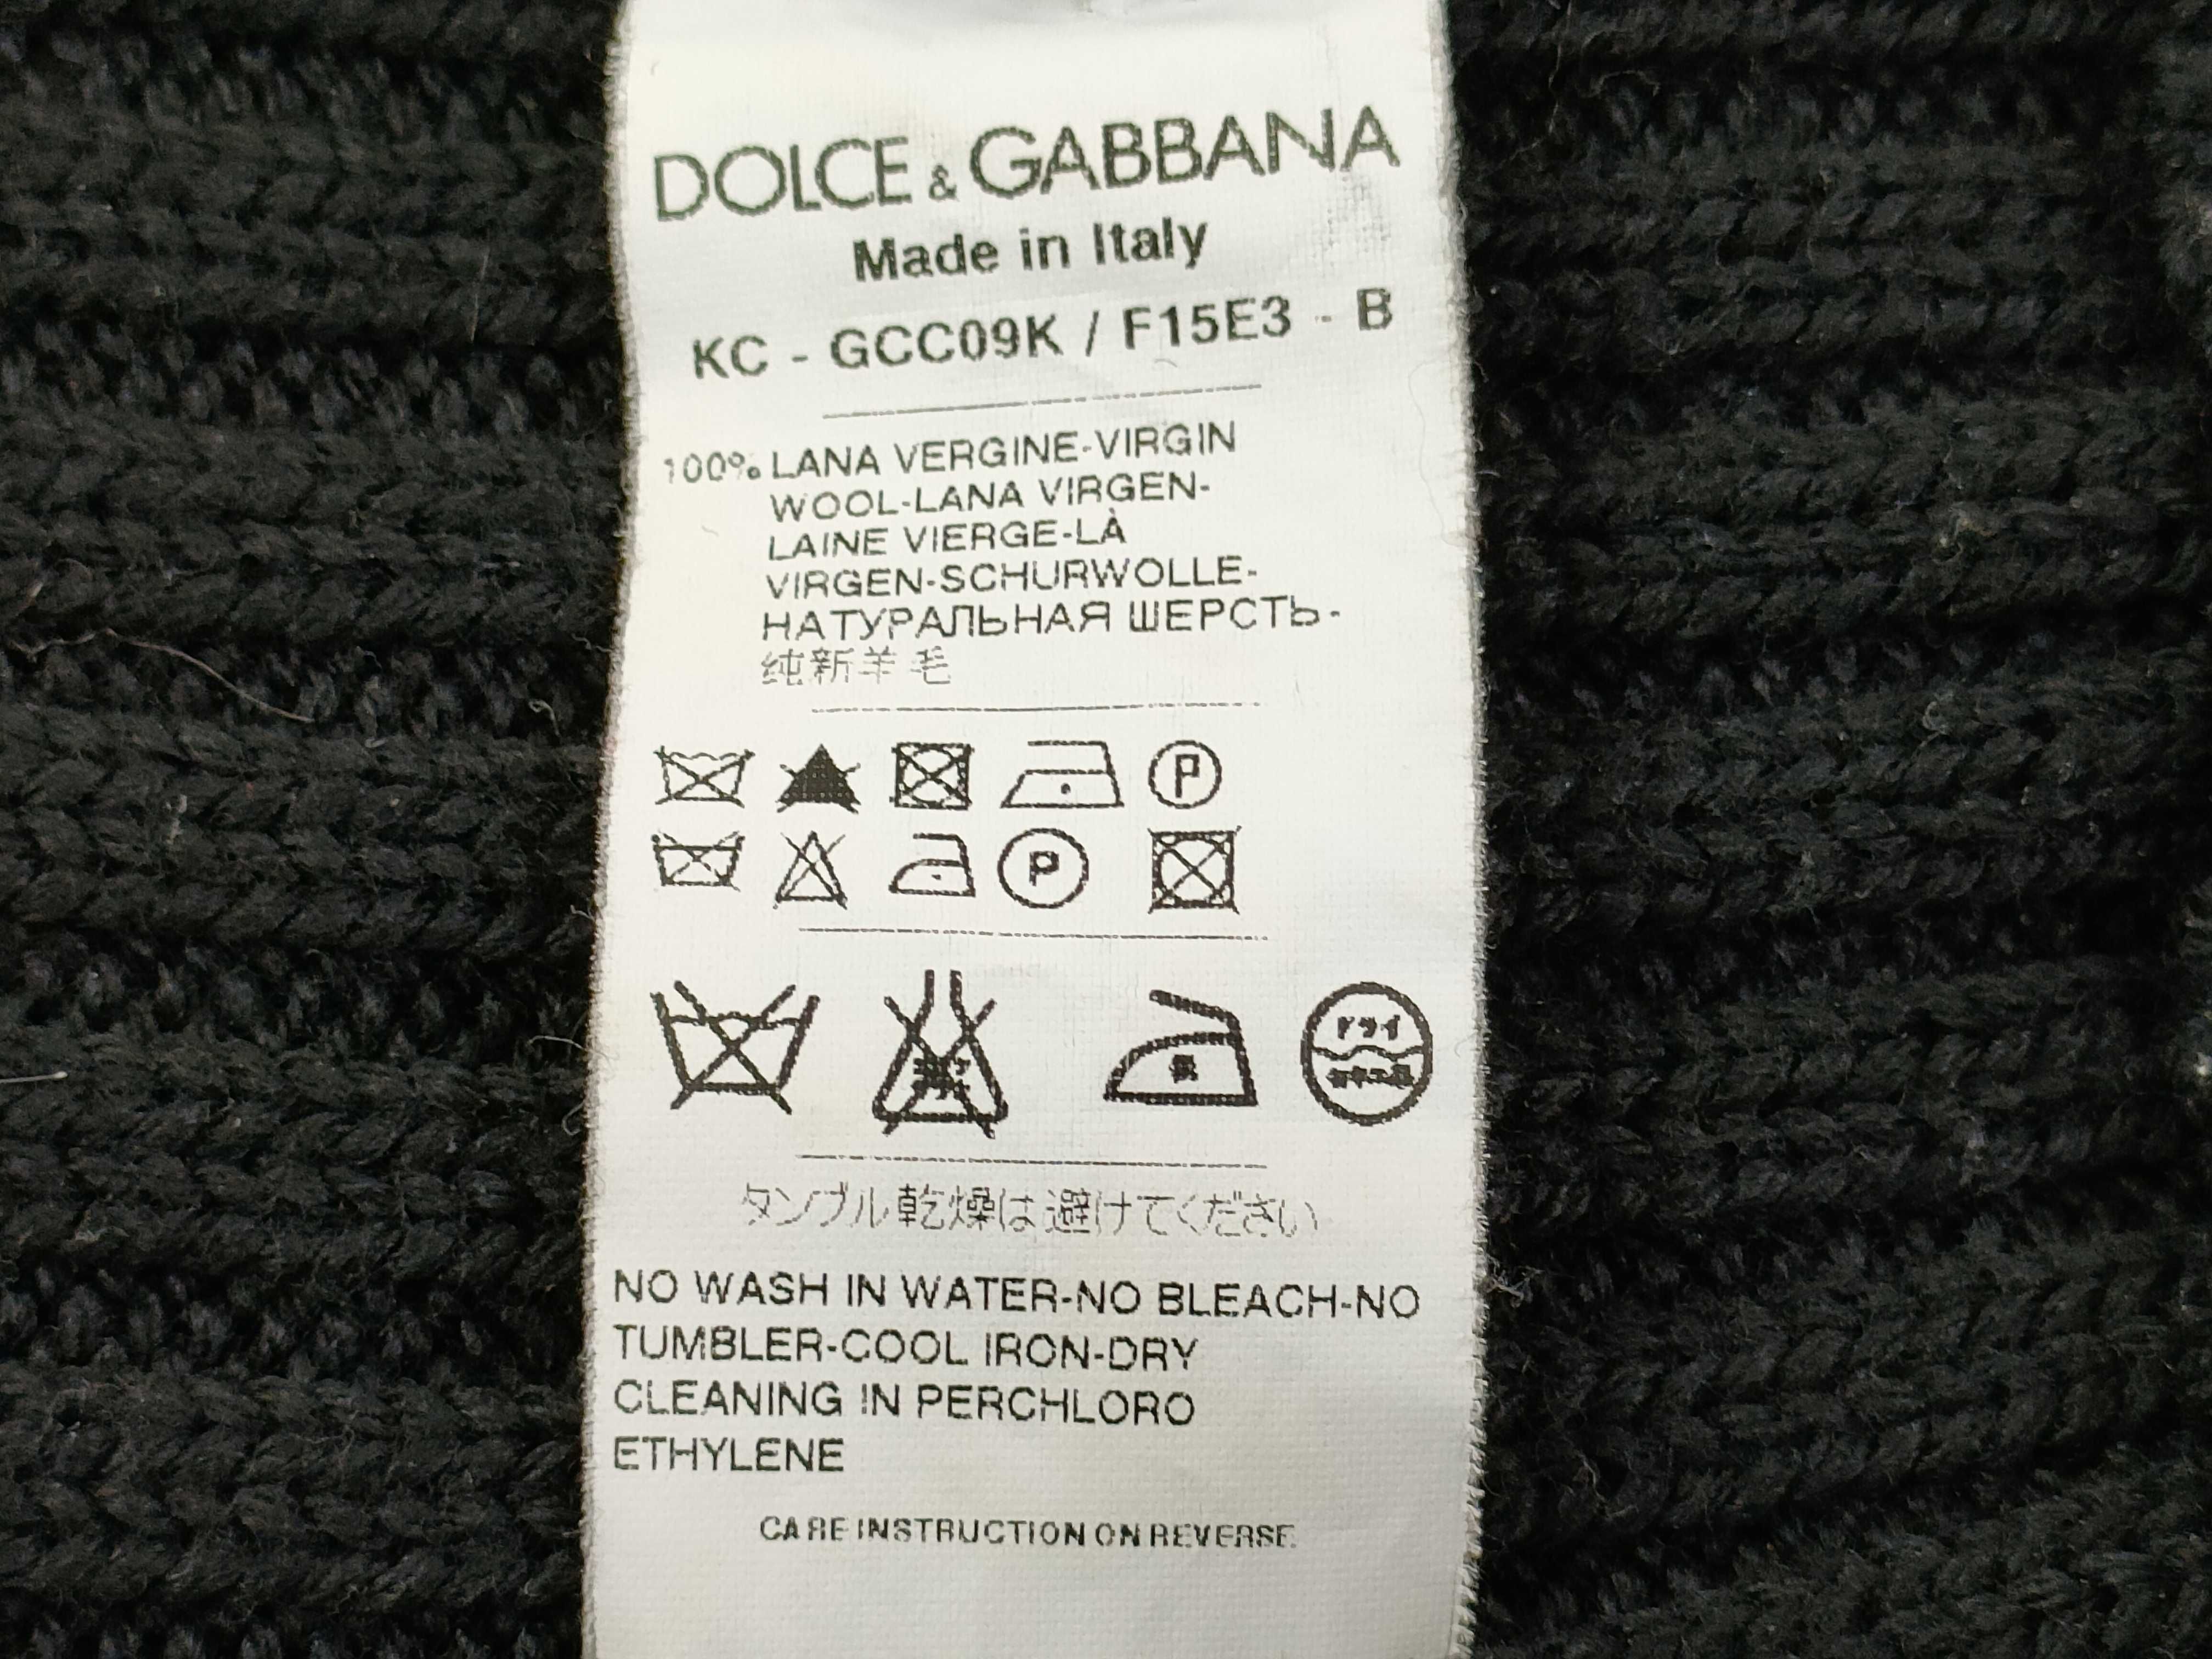 DOLCE & GABBANA
Made in Italy
KC - GCC09K / F15E3 - B
100% LANA VERGINE-VIRGIN
WOOL-LANA VIRGEN-
LAINE VIERGE-LÀ
VIRGEN-SCHURWOLLE-
НАТУРАЛЬНАЯ ШЕРСТЬ-
纯新羊毛
P
P
ドライ
タンブル乾燥は避けてください
NO WASH IN WATER-NO BLEACH-NO
TUMBLER-COOL IRON-DRY
CLEANING IN PERCHLORO
ETHYLENE
CARE INSTRUCTION ON REVERSE